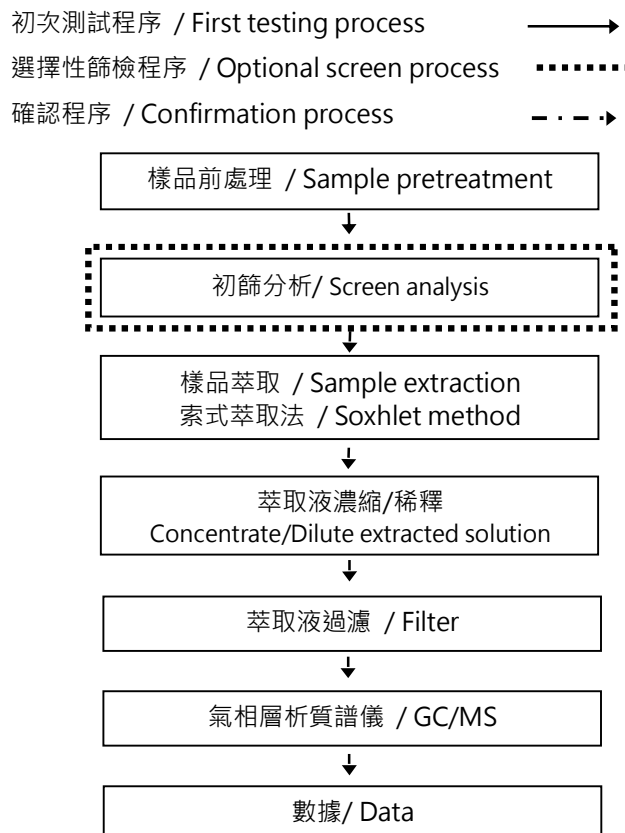 初次測試程序 / First testing process
選擇性篩檢程序 / Optional screen process
確認程序 / Confirmation process
樣品前處理 / Sample pretreatment
初篩分析/ Screen analysis
樣品萃取 / Sample extraction
索式萃取法 / Soxhlet method
萃取液濃縮/稀釋
Concentrate/Dilute extracted solution
萃取液過濾 / Filter
氣相層析質譜儀 / GC/MS
數據/ Data